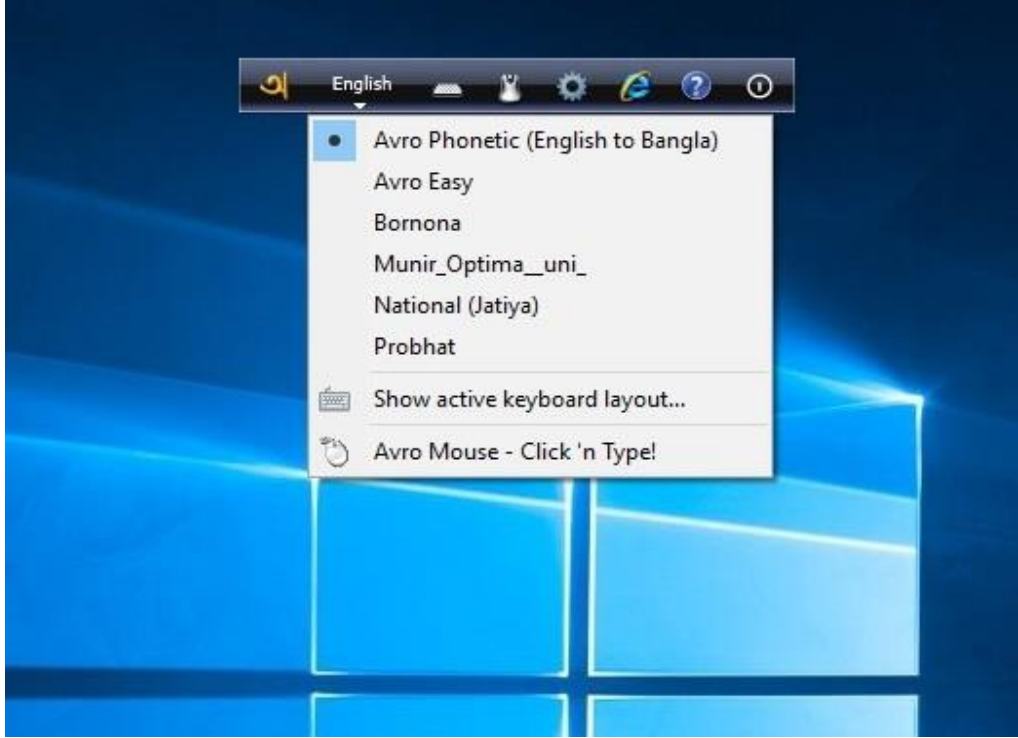 অ English
Avro Phonetic (English to Bangla)
Avro Easy
Bornona
Munir_Optima__uni_
National (Jatiya)
Probhat
Show active keyboard layout...
Avro Mouse - Click 'n Type!